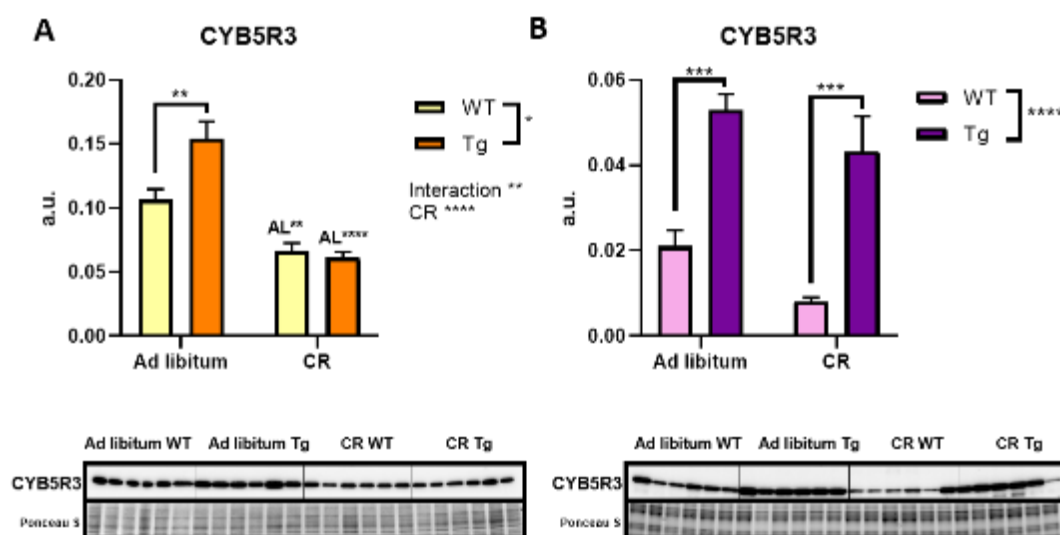 A
CYB5R3
0.20
0.15
0.10
0.05
0.00
a.u.
**
WT
Tg
*
Interaction **
CR ****
AL**
AL****
Ad libitum
CR
Ad libitum WT
Ad libitum Tg
CR WT
CR Tg
CYB5R3
Ponceau S
B
CYB5R3
0.06
0.04
0.02
0.00
a.u.
***
***
WT
Tg
****
Ad libitum
CR
Ad libitum WT
Ad libitum Tg
CR WT
CR Tg
CYB5R3
Ponceau S